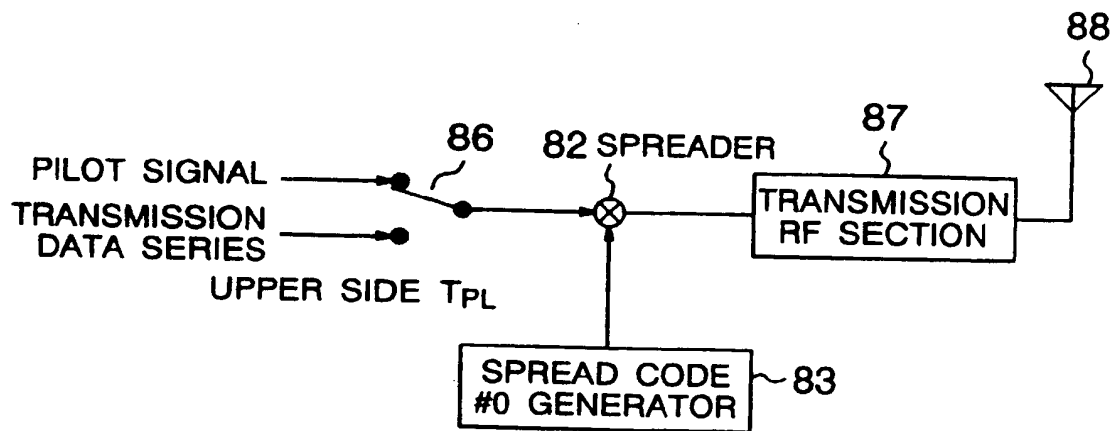 88
86
82 SPREADER
87
PILOT SIGNAL
TRANSMISSION
DATA SERIES
TRANSMISSION
RF SECTION
UPPER SIDE TPL
SPREAD CODE
#0 GENERATOR
83